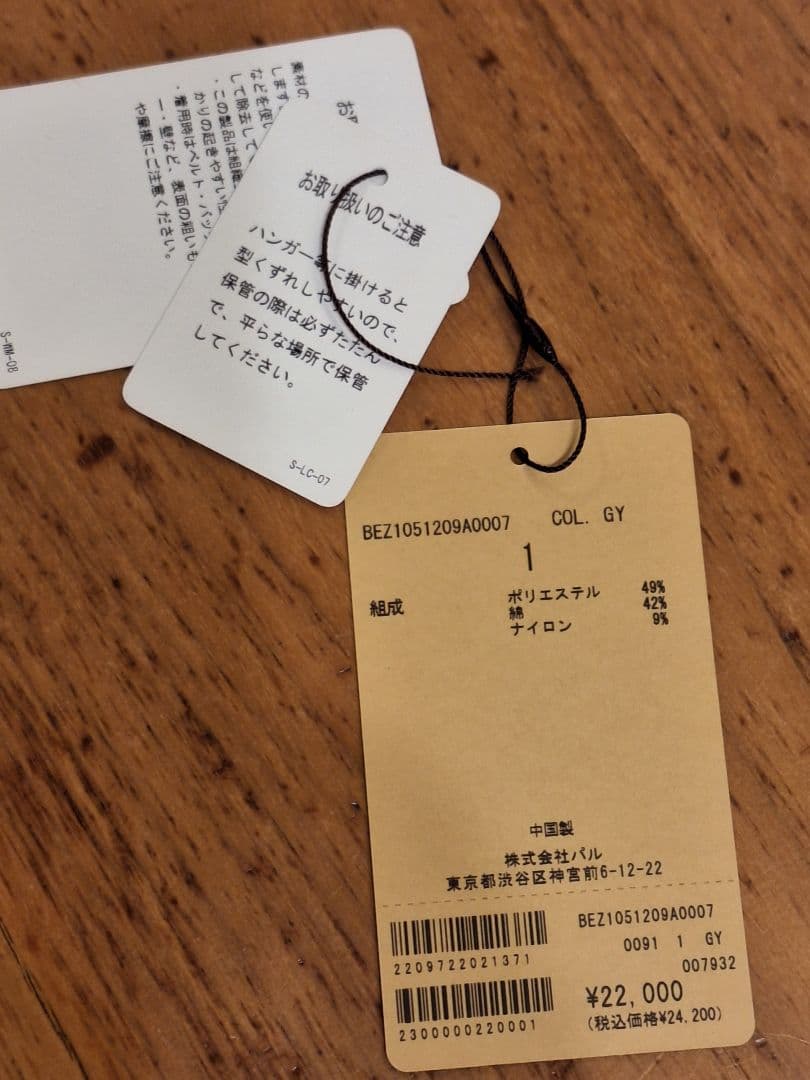 お
素材の
します
などを使し
して除去して
・この製品は組織
かりの起きやすい
・着用時はベルト・バッ
ー・壁など、表面の粗いも
や摩擦にご注意ください。
S-WM-08
お取り扱いのご注意
ハンガー等に掛けると
型くずれしやすいので、
保管の際は必ずたたん
で、平らな場所で保管
してください。
S-LC-07
BEZ1051209A0007 COL. GY
1
組成 ポリエステル 49%
綿 42%
ナイロン 9%
中国製
株式会社パル
東京都渋谷区神宮前6-12-22
BEZ1051209A0007
0091 1 GY
007932
2209722021371
¥22,000
(税込価格¥24,200)
2300000220001